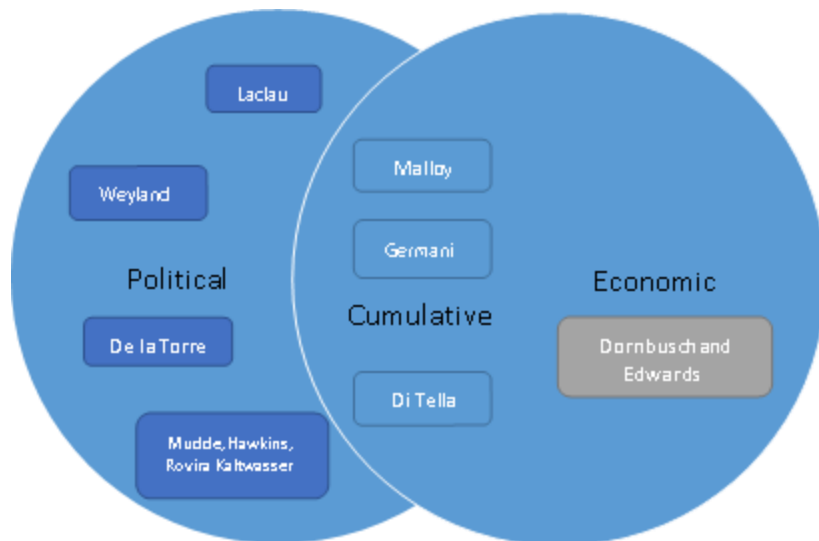 Laclau
Weyland
Political
De la Torre
Mudde, Hawkins,
Rovira Kaltwasser
Malloy
Germani
Cumulative
Di Tella
Economic
Dornbusch and
Edwards